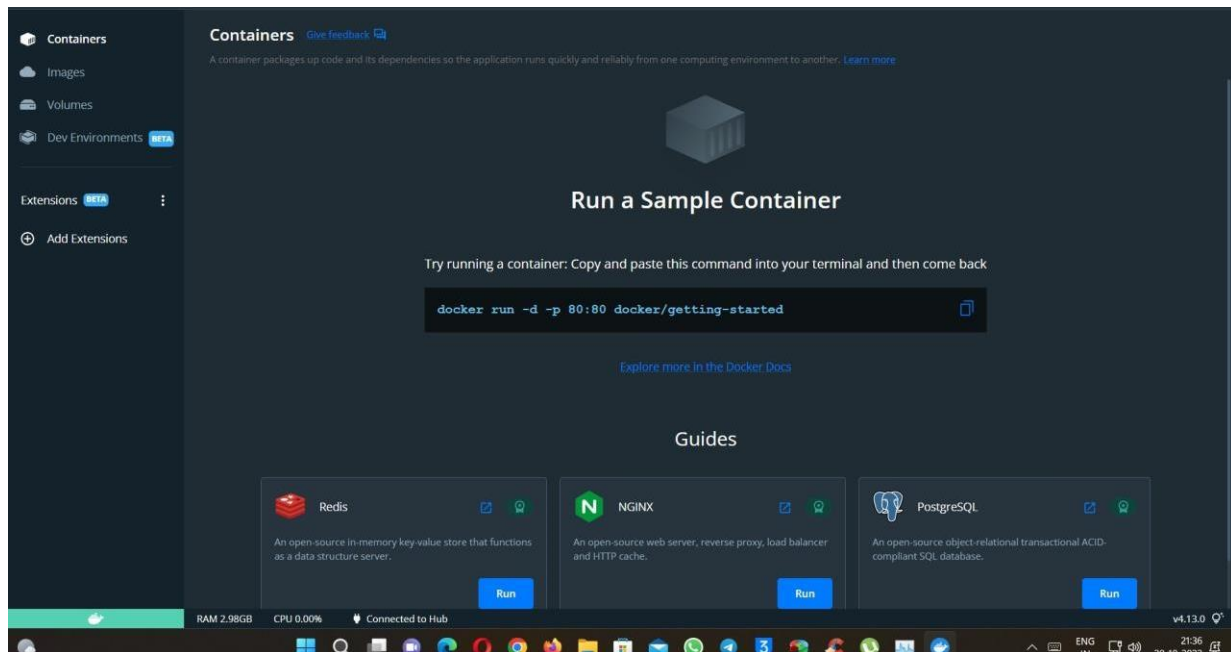 Containers
Images
Volumes
Dev Environments BETA
Extensions BETA
Add Extensions
Containers Give feedback
A container packages up code and its dependencies so the application runs quickly and reliably from one computing environment to another. Learn more
Run a Sample Container
Try running a container: Copy and paste this command into your terminal and then come back
docker run -d -p 80:80 docker/getting-started
Explore more in the Docker Docs
Guides
Redis
An open-source in-memory key-value store that functions
as a data structure server.
Run
NGINX
An open-source web server, reverse proxy, load balancer
and HTTP cache.
Run
PostgreSQL
An open-source object-relational transactional ACID-
compliant SQL database.
Run
RAM 2.98GB CPU 0.00% Connected to Hub v4.13.0
ENG 21:36